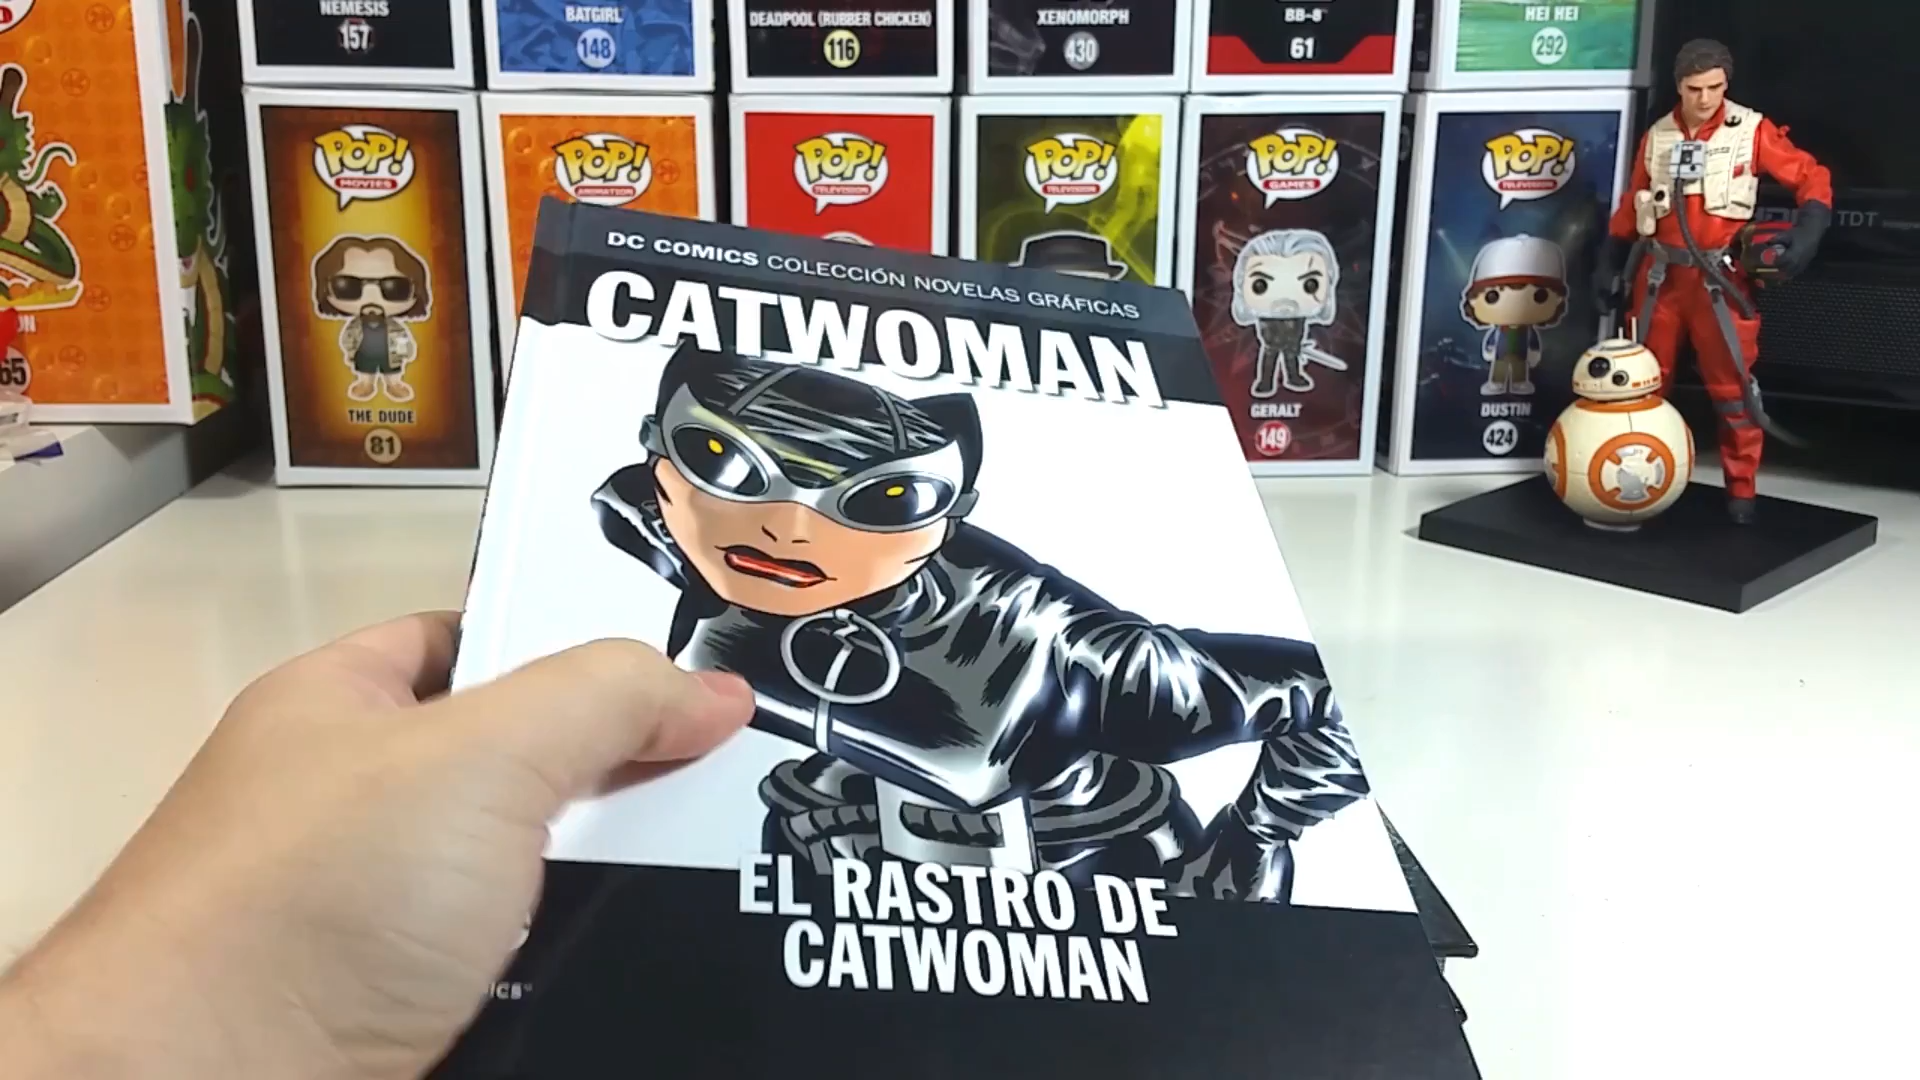 NEMESIS
157
BATGIRL
148
DEADPOOL (RUBBER CHICKEN)
116
XENOMORPH
430
BB-8
61
HEI HEI
292
POP!
MOVIES
THE DUDE
81
POP!
ANIMATION
POP!
TELEVISION
POP!
TELEVISION
POP!
GAMES
GERALT
149
POP!
TELEVISION
DUSTIN
424
TDT
65
DC COMICS COLECCIÓN NOVELAS GRÁFICAS
CATWOMAN
EL RASTRO DE
CATWOMAN